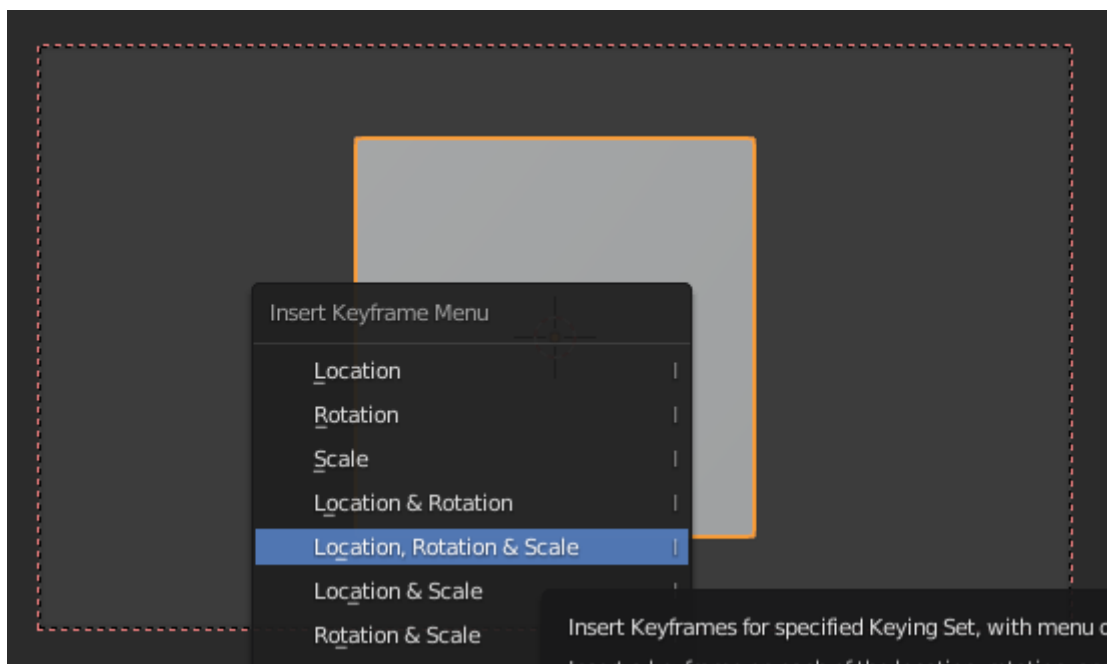 Insert Keyframe Menu
Location I
Rotation I
Scale I
Location & Rotation I
Location, Rotation & Scale I
Location & Scale I
Rotation & Scale
Insert Keyframes for specified Keying Set, with menu